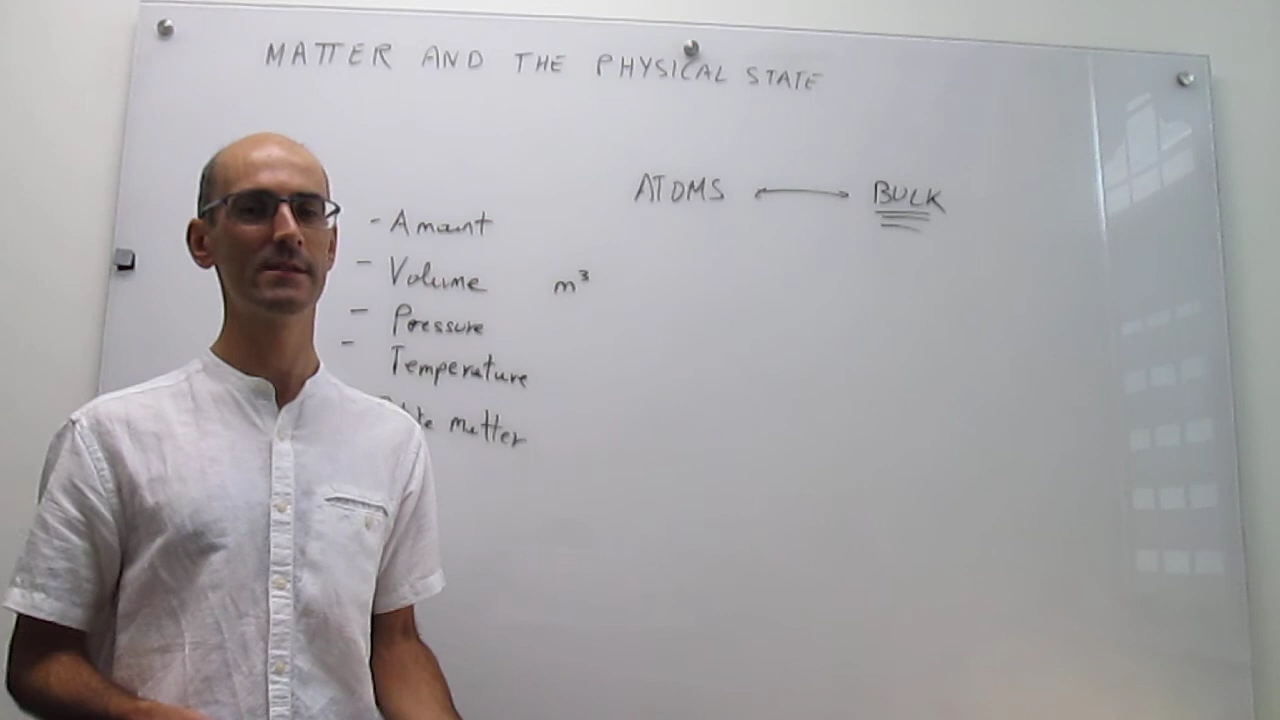 MATTER AND THE PHYSICAL STATE
ATOMS ↔ BULK
- Amount
- Volume m³
- Pressure
- Temperature
matter